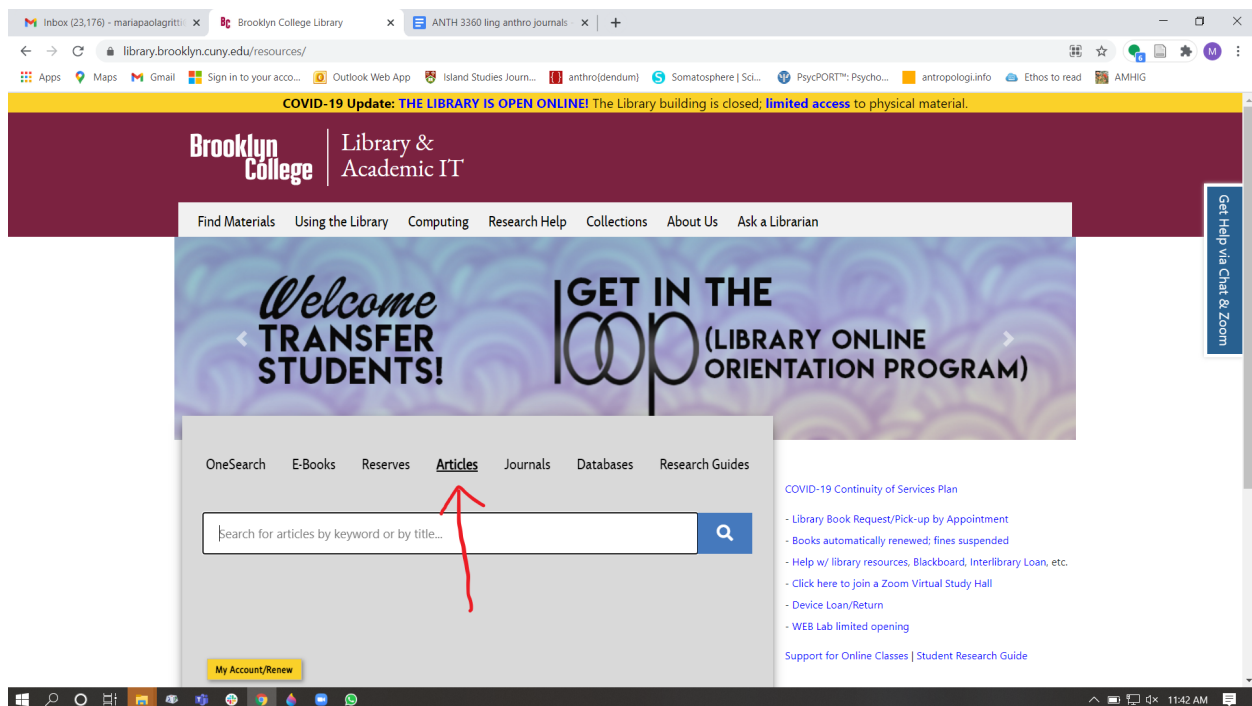 Inbox (23,176) - mariapaolagritti
Brooklyn College Library
ANTH 3360 ling anthro journals -
library.brooklyn.cuny.edu/resources/
M
Apps Maps Gmail Sign in to your acco... Outlook Web App Island Studies Journ... anthro{dendum} Somatosphere | Sci... PsycPORT™: Psycho... antropologi.info Ethos to read AMHIG
COVID-19 Update: THE LIBRARY IS OPEN ONLINE! The Library building is closed; limited access to physical material.
Brooklyn College
Library & Academic IT
Find Materials Using the Library Computing Research Help Collections About Us Ask a Librarian
Get Help via Chat & Zoom
Welcome
TRANSFER
STUDENTS!
GET IN THE
loop (LIBRARY ONLINE
ORIENTATION PROGRAM)
OneSearch E-Books Reserves Articles Journals Databases Research Guides
Search for articles by keyword or by title...
My Account/Renew
COVID-19 Continuity of Services Plan
- Library Book Request/Pick-up by Appointment
- Books automatically renewed; fines suspended
- Help w/ library resources, Blackboard, Interlibrary Loan, etc.
- Click here to join a Zoom Virtual Study Hall
- Device Loan/Return
- WEB Lab limited opening
Support for Online Classes | Student Research Guide
11:42 AM